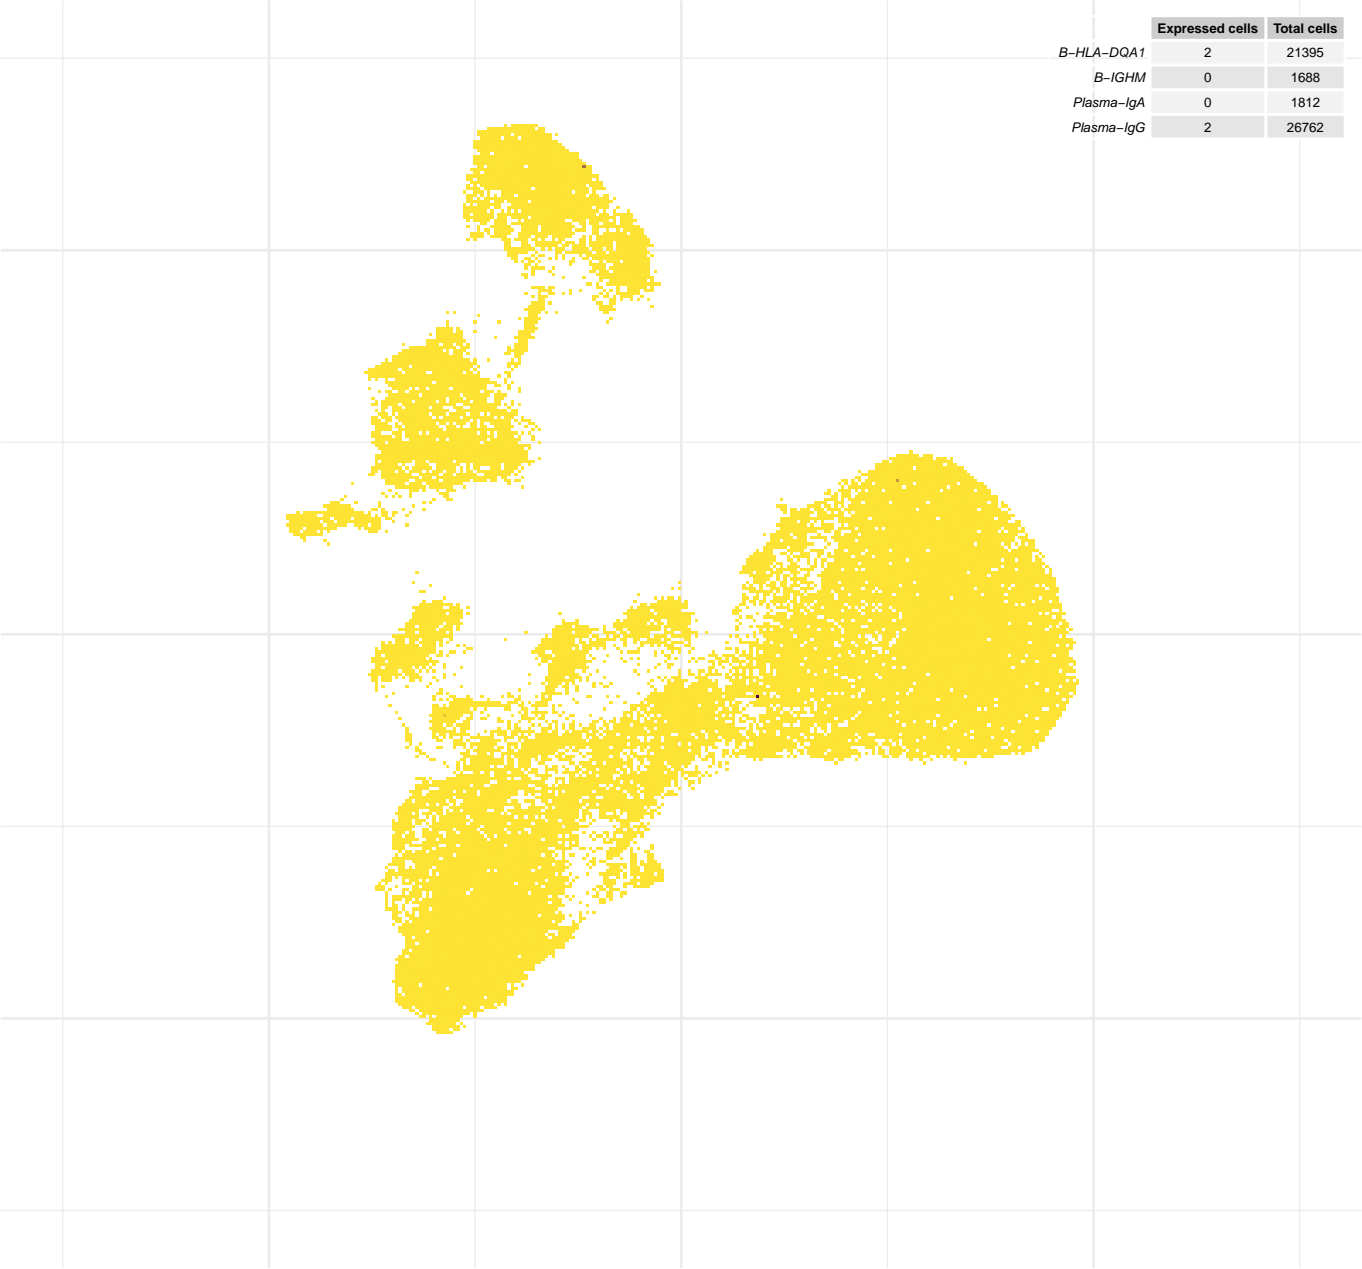 Expressed cells Total cells
B−HLA−DQA1 2 21395
B−IGHM 0 1688
Plasma−IgA 0 1812
Plasma−IgG 2 26762